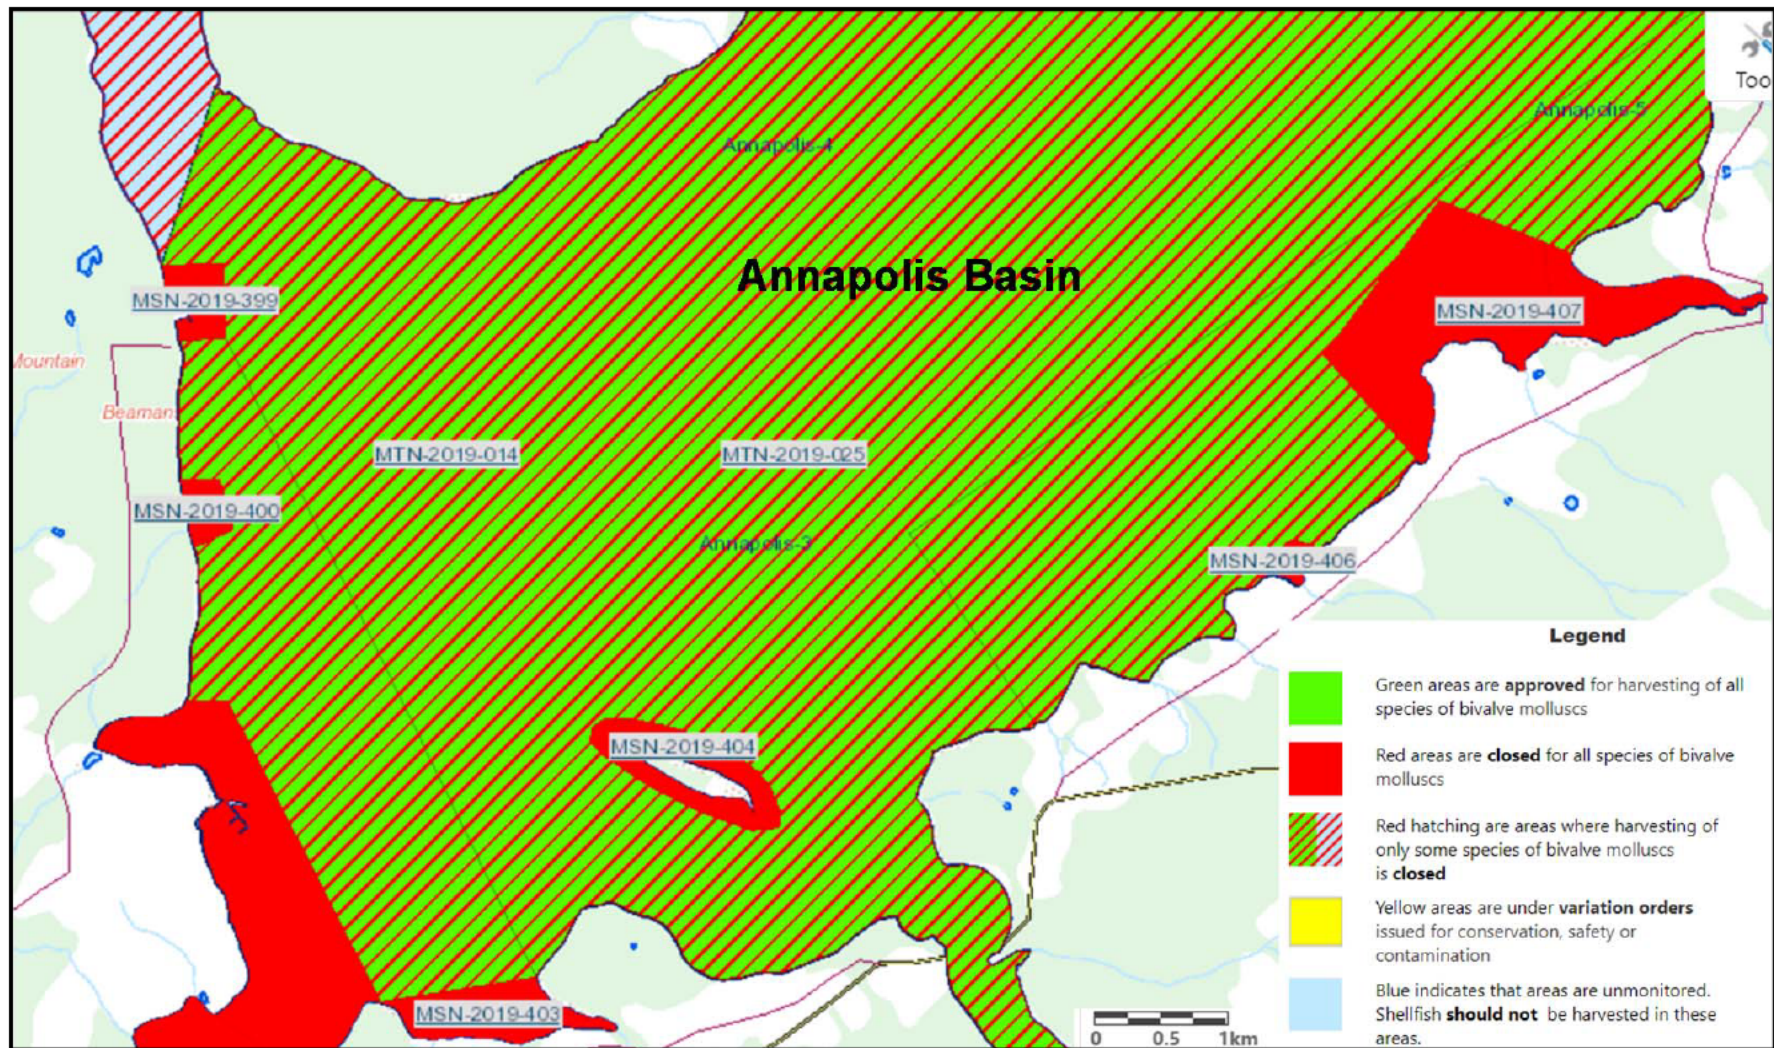 Too
Annapolis-5
Annapolis-4
Annapolis Basin
MSN-2019-399
MSN-2019-407
Mountain
Beaman
MTN-2019-014
MTN-2019-025
MSN-2019-400
Annapolis-3
MSN-2019-406
MSN-2019-404
MSN-2019-403
Legend
Green areas are approved for harvesting of all
species of bivalve molluscs
Red areas are closed for all species of bivalve
molluscs
Red hatching are areas where harvesting of
only some species of bivalve molluscs
is closed
Yellow areas are under variation orders
issued for conservation, safety or
contamination
Blue indicates that areas are unmonitored.
Shellfish should not be harvested in these
areas.
0 0.5 1km